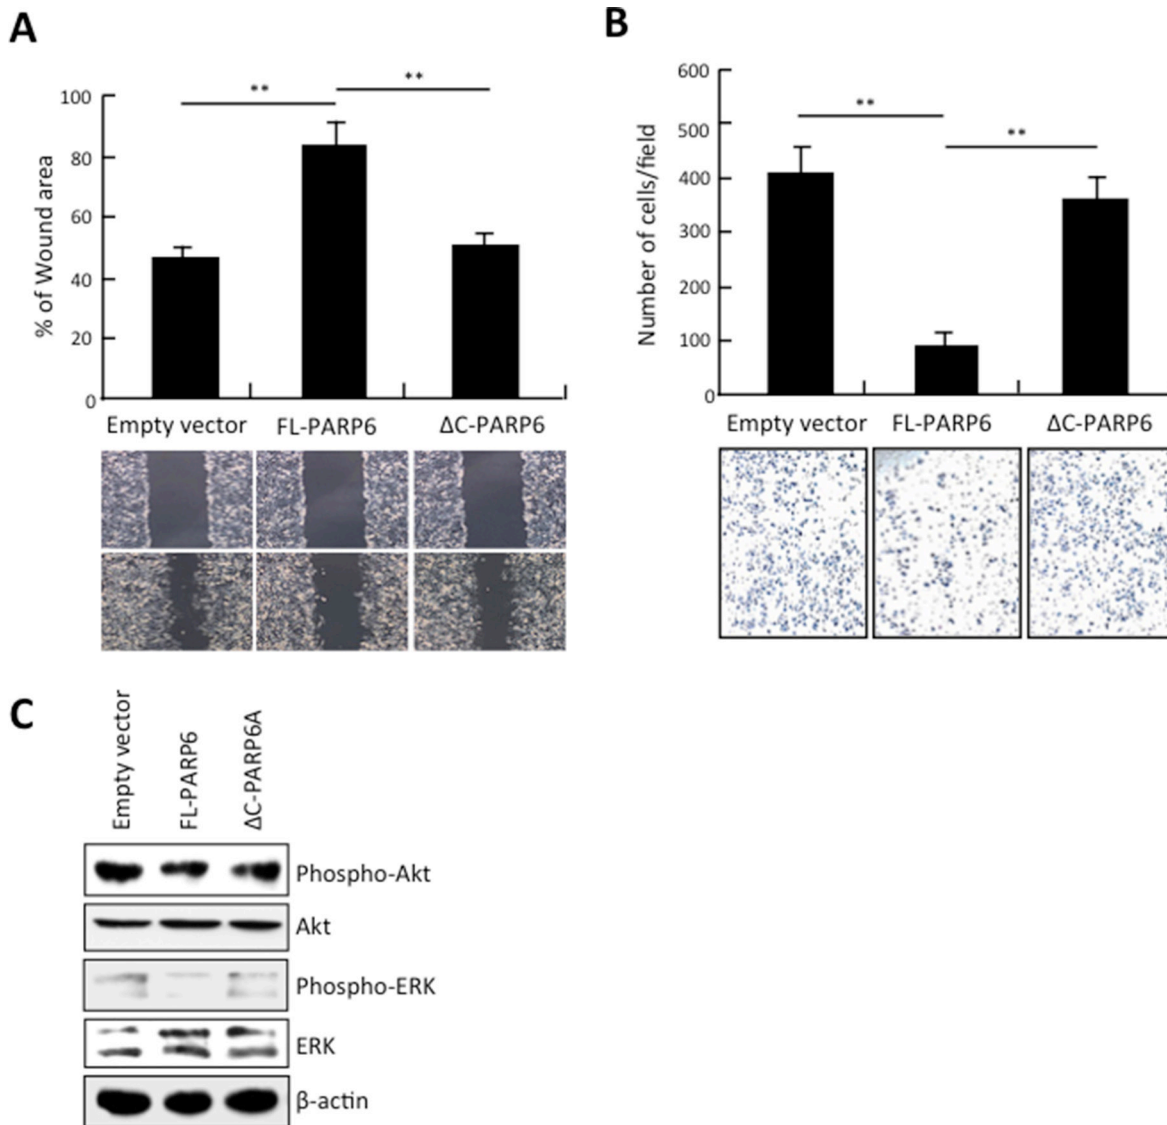 A
B
% of Wound area
100
80
60
40
20
0
**
**
Empty vector
FL-PARP6
ΔC-PARP6
Number of cells/field
600
500
400
300
200
100
0
**
**
Empty vector
FL-PARP6
ΔC-PARP6
C
Empty vector
FL-PARP6
ΔC-PARP6A
Phospho-Akt
Akt
Phospho-ERK
ERK
β-actin